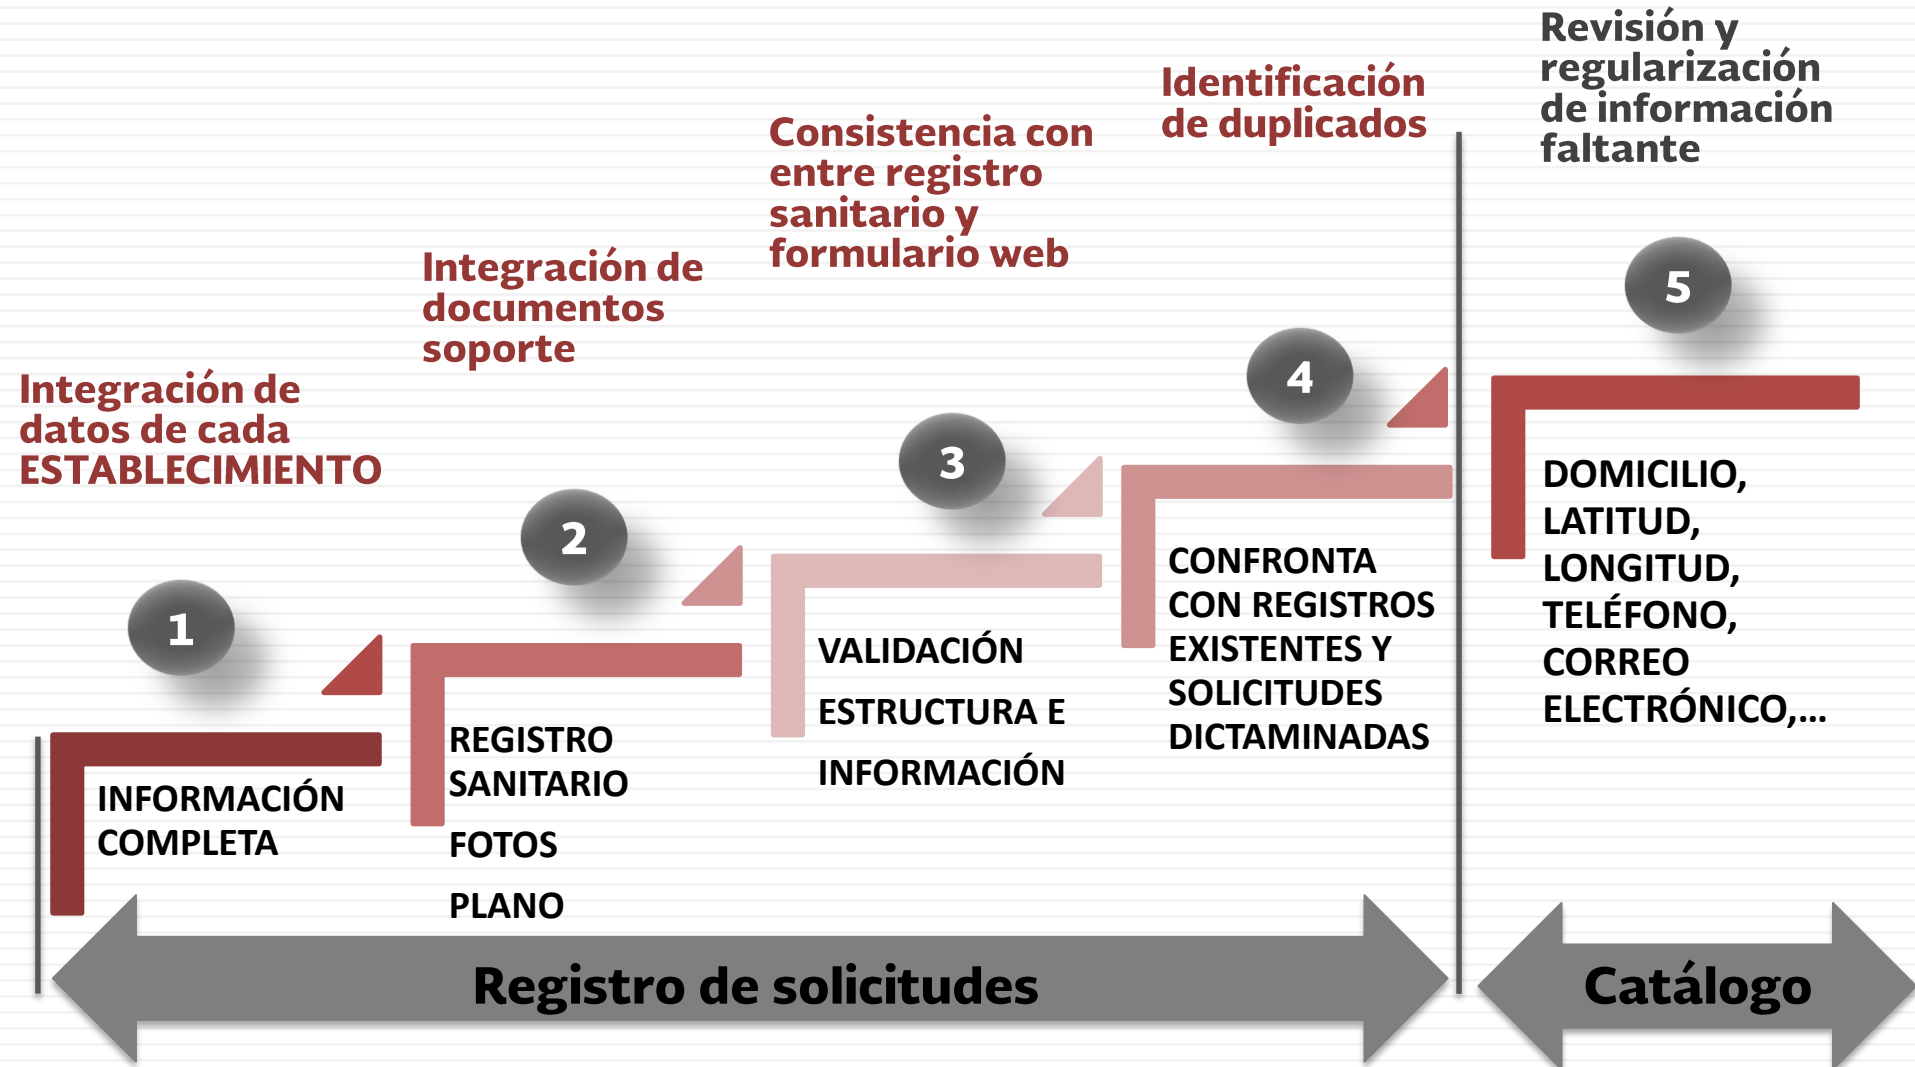 Integración de
datos de cada
ESTABLECIMIENTO
1
INFORMACIÓN
COMPLETA
Integración de
documentos
soporte
2
REGISTRO
SANITARIO
FOTOS
PLANO
Consistencia con
entre registro
sanitario y
formulario web
3
VALIDACIÓN
ESTRUCTURA E
INFORMACIÓN
Identificación
de duplicados
4
CONFRONTA
CON REGISTROS
EXISTENTES Y
SOLICITUDES
DICTAMINADAS
Revisión y
regularización
de información
faltante
5
DOMICILIO,
LATITUD,
LONGITUD,
TELÉFONO,
CORREO
ELECTRÓNICO,...
Registro de solicitudes
Catálogo